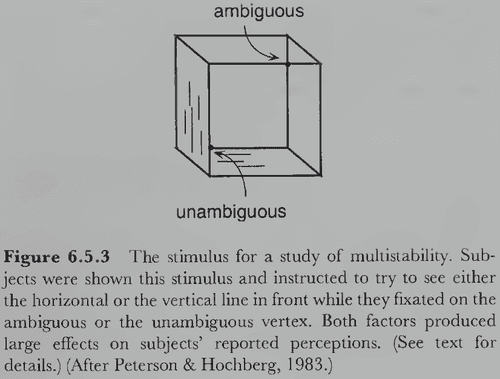 ambiguous
unambiguous
Figure 6.5.3 The stimulus for a study of multistability. Sub-
jects were shown this stimulus and instructed to try to see either
the horizontal or the vertical line in front while they fixated on the
ambiguous or the unambiguous vertex. Both factors produced
large effects on subjects' reported perceptions. (See text for
details.) (After Peterson & Hochberg, 1983.)